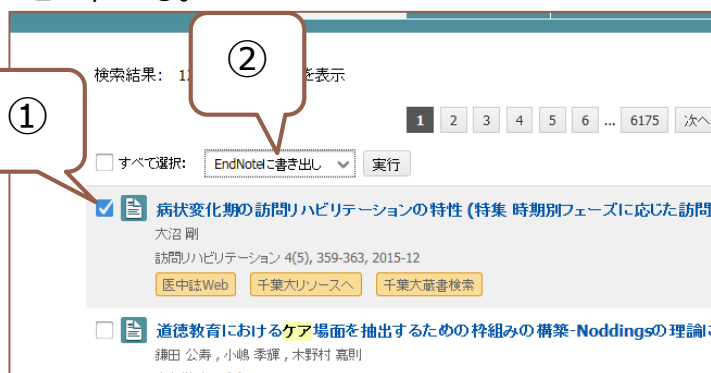 検索結果: 1 を表示
②
①
1 2 3 4 5 6 ... 6175 次へ
すべて選択: EndNoteに書き出し 実行
病状変化期の訪問リハビリテーションの特性 (特集 時期別フェーズに応じた訪問
大沼 剛
訪問リハビリテーション 4(5), 359-363, 2015-12
医中誌Web 千葉大リソースへ 千葉大蔵書検索
道徳教育におけるケア場面を抽出するための枠組みの構築-Noddingsの理論に
鎌田 公寿 , 小嶋 季輝 , 木野村 嘉則